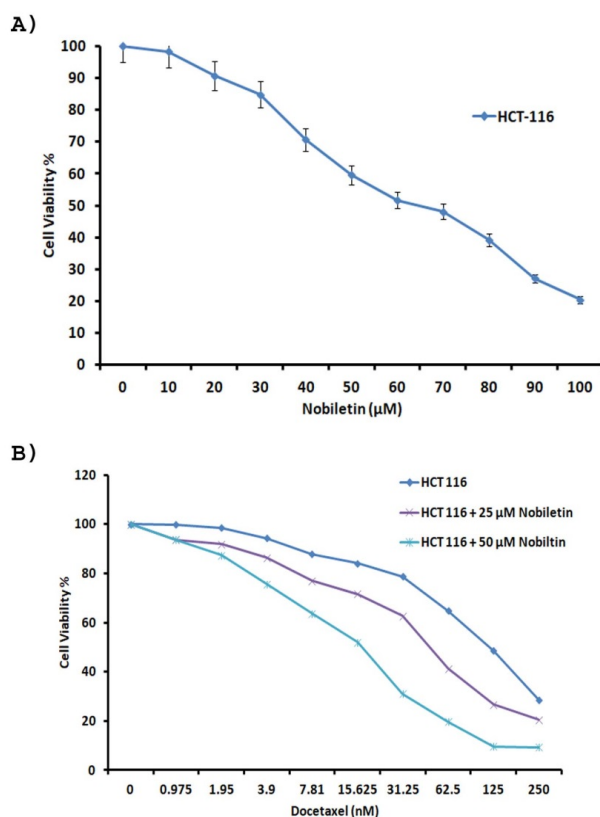 A)
100
90
80
70
60
50
40
30
20
10
0
Cell Viability %
HCT-116
0 10 20 30 40 50 60 70 80 90 100
Nobiletin (µM)
B)
120
100
80
60
40
20
0
Cell Viability %
HCT 116
HCT 116 + 25 µM Nobiletin
HCT 116 + 50 µM Nobiltin
0 0.975 1.95 3.9 7.81 15.625 31.25 62.5 125 250
Docetaxel (nM)